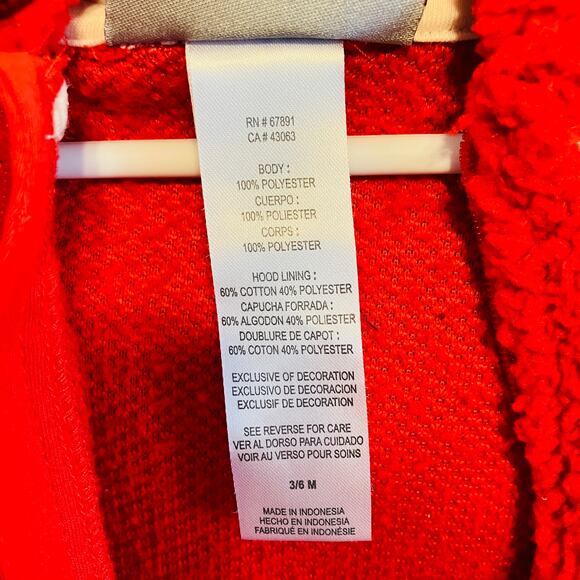 RN # 67891
CA # 43063
BODY :
100% POLYESTER
CUERPO :
100% POLIESTER
CORPS :
100% POLYESTER
HOOD LINING :
60% COTTON 40% POLYESTER
CAPUCHA FORRADA :
60% ALGODON 40% POLIESTER
DOUBLURE DE CAPOT :
60% COTON 40% POLYESTER
EXCLUSIVE OF DECORATION
EXCLUSIVO DE DECORACION
EXCLUSIF DE DECORATION
SEE REVERSE FOR CARE
VER AL DORSO PARA CUIDADO
VOIR AU VERSO POUR SOINS
3/6 M
MADE IN INDONESIA
HECHO EN INDONESIA
FABRIQUÉ EN INDONÉSIE